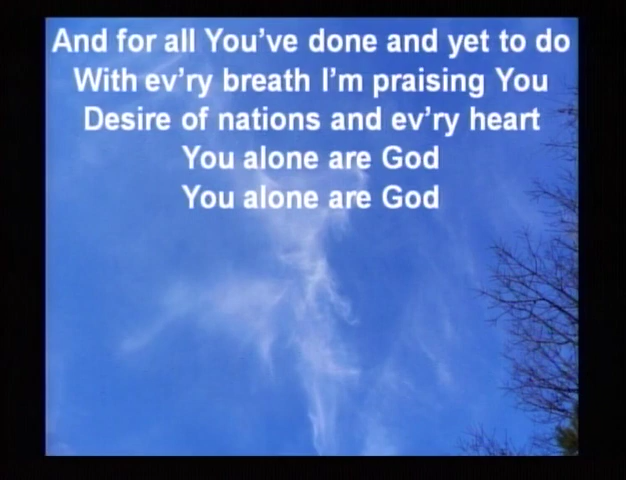 And for all You've done and yet to do
With ev'ry breath I'm praising You
Desire of nations and ev'ry heart
You alone are God
You alone are God